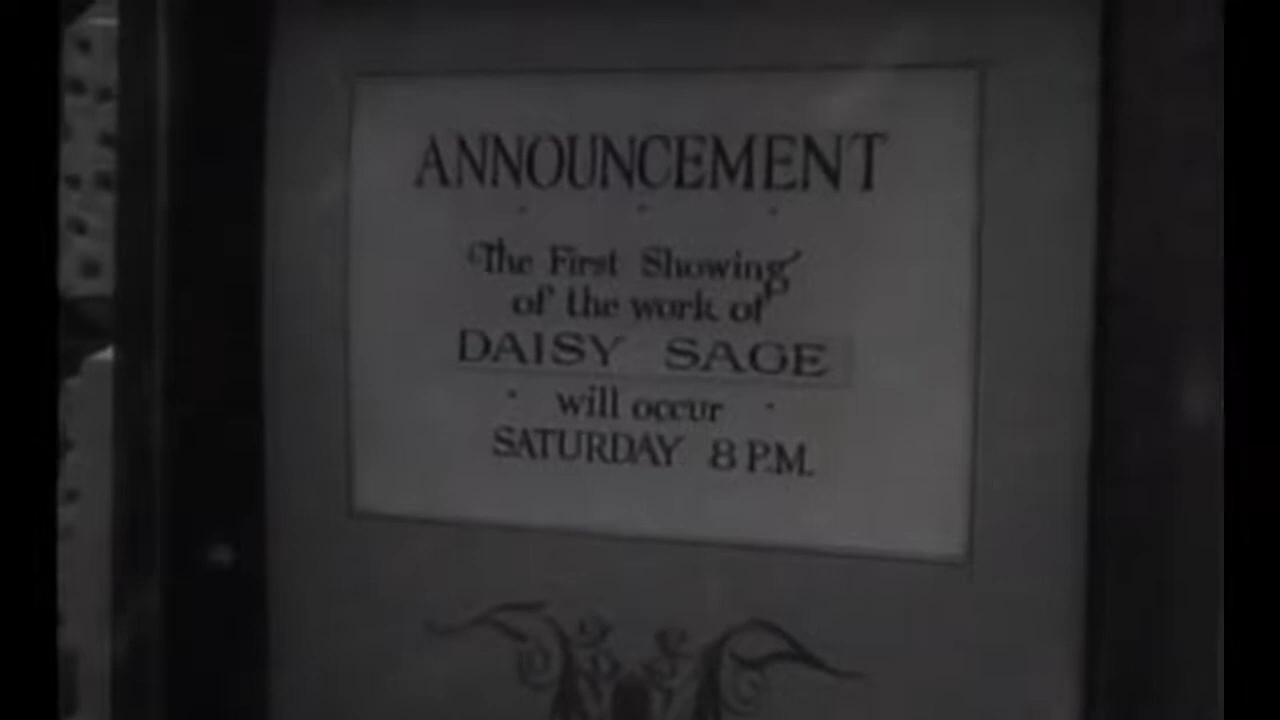 ANNOUNCEMENT
The First Showing
of the work of
DAISY SAGE
will occur
SATURDAY 8 P.M.